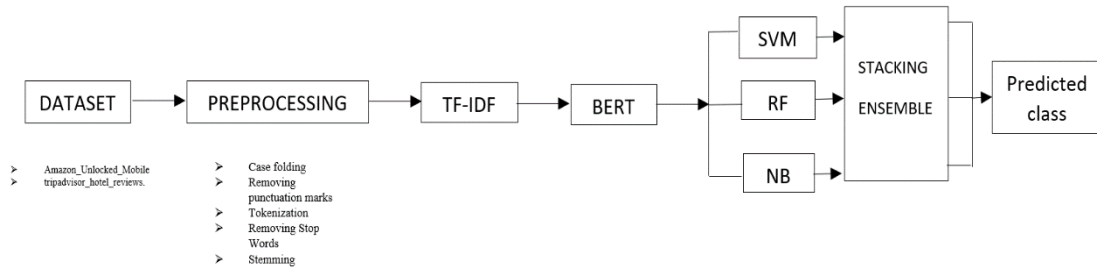 DATASET
PREPROCESSING
TF-IDF
BERT
SVM
RF
NB
STACKING
ENSEMBLE
Predicted
class
➢ Amazon_Unlocked_Mobile
➢ tripadvisor_hotel_reviews.
➢ Case folding
➢ Removing
punctuation marks
➢ Tokenization
➢ Removing Stop
Words
➢ Stemming